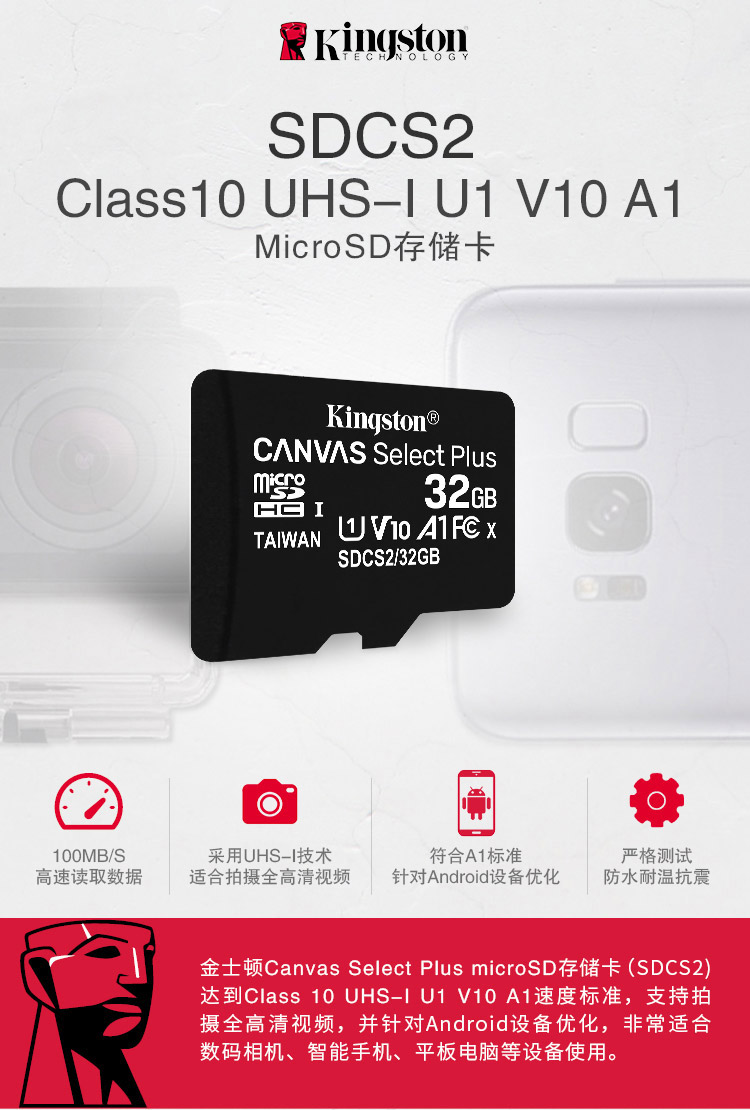 Kingston
TECHNOLOGY
SDCS2
Class10 UHS-I U1 V10 A1
MicroSD存储卡
Kingston®
CANVAS Select Plus
micro SD HC I
32GB
TAIWAN
U1 V10 A1 FC X
SDCS2/32GB
100MB/S
高速读取数据
采用UHS-I技术
适合拍摄全高清视频
符合A1标准
针对Android设备优化
严格测试
防水耐温抗震
金士顿Canvas Select Plus microSD存储卡(SDCS2)
达到Class 10 UHS-I U1 V10 A1速度标准，支持拍
摄全高清视频，并针对Android设备优化，非常适合
数码相机、智能手机、平板电脑等设备使用。